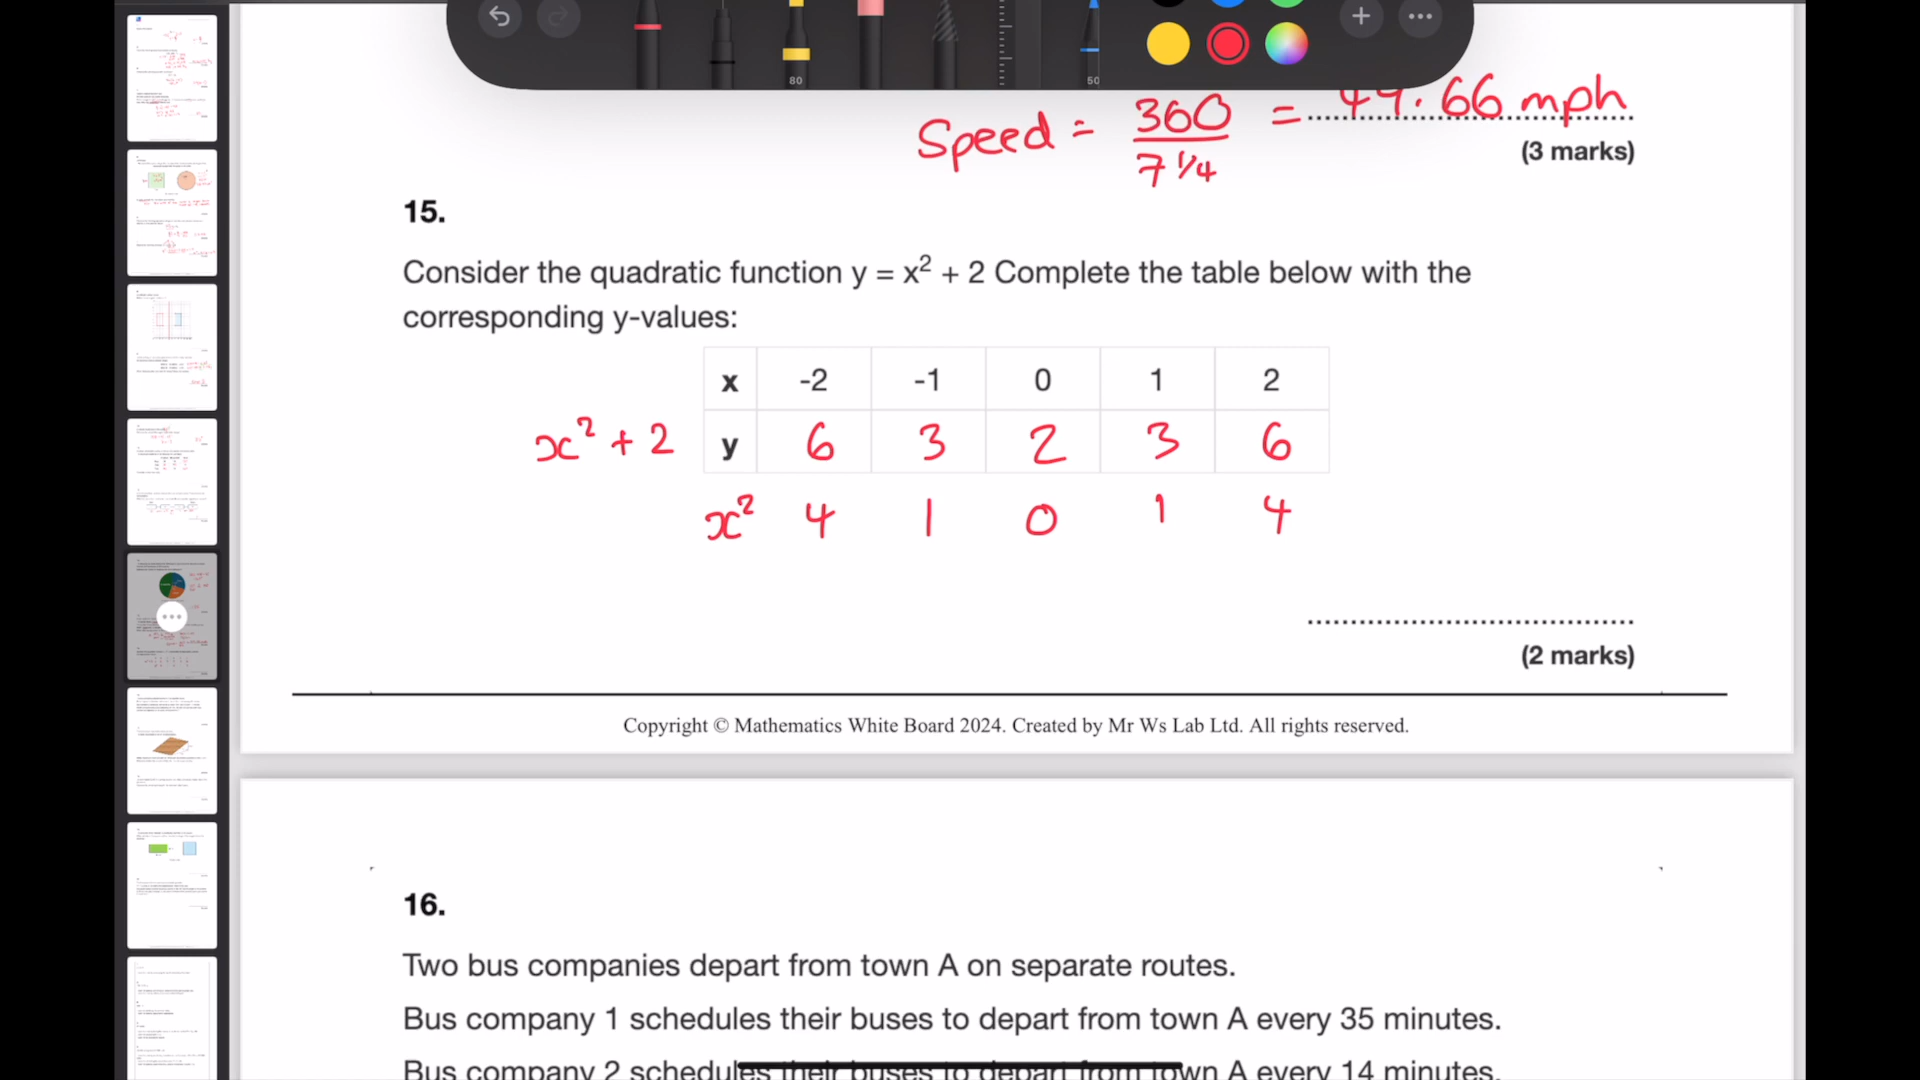 80
50
Speed = 360 / 7 1/4 = 49.66 mph
(3 marks)
15.
Consider the quadratic function y = x² + 2 Complete the table below with the
corresponding y-values:
x -2 -1 0 1 2
x² + 2 y 6 3 2 3 6
x² 4 1 0 1 4
(2 marks)
Copyright © Mathematics White Board 2024. Created by Mr Ws Lab Ltd. All rights reserved.
16.
Two bus companies depart from town A on separate routes.
Bus company 1 schedules their buses to depart from town A every 35 minutes.
Bus company 2 schedules their buses to depart from town A every 14 minutes.